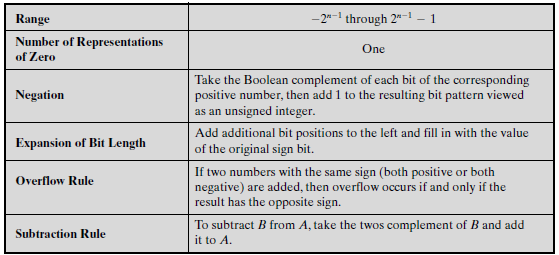 Range
−2ⁿ⁻¹ through 2ⁿ⁻¹ − 1
Number of Representations
of Zero
One
Negation
Take the Boolean complement of each bit of the corresponding
positive number, then add 1 to the resulting bit pattern viewed
as an unsigned integer.
Expansion of Bit Length
Add additional bit positions to the left and fill in with the value
of the original sign bit.
Overflow Rule
If two numbers with the same sign (both positive or both
negative) are added, then overflow occurs if and only if the
result has the opposite sign.
Subtraction Rule
To subtract B from A, take the twos complement of B and add
it to A.